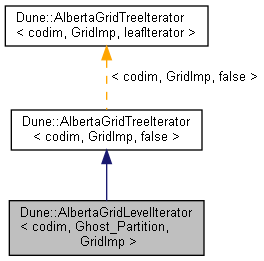 Dune::AlbertaGridTreeIterator
< codim, GridImp, leafIterator >
< codim, GridImp, false >
Dune::AlbertaGridTreeIterator
< codim, GridImp, false >
Dune::AlbertaGridLevelIterator
< codim, Ghost_Partition,
GridImp >